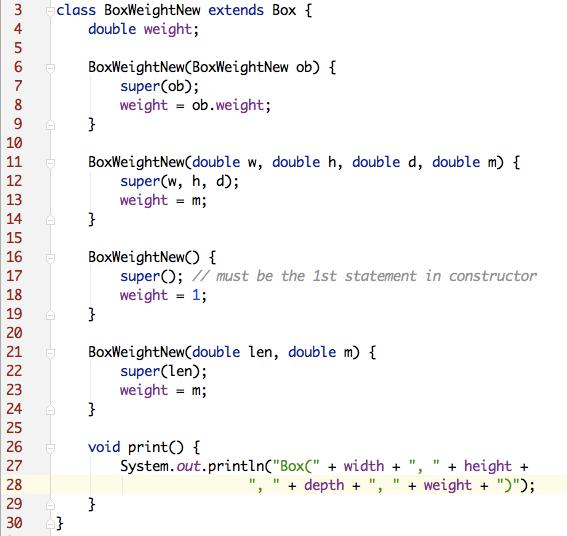 3 class BoxWeightNew extends Box {
4 double weight;
5
6 BoxWeightNew(BoxWeightNew ob) {
7 super(ob);
8 weight = ob.weight;
9 }
10
11 BoxWeightNew(double w, double h, double d, double m) {
12 super(w, h, d);
13 weight = m;
14 }
15
16 BoxWeightNew() {
17 super(); // must be the 1st statement in constructor
18 weight = 1;
19 }
20
21 BoxWeightNew(double len, double m) {
22 super(len);
23 weight = m;
24 }
25
26 void print() {
27 System.out.println("Box(" + width + ", " + height +
28 ", " + depth + ", " + weight + ")");
29 }
30 }